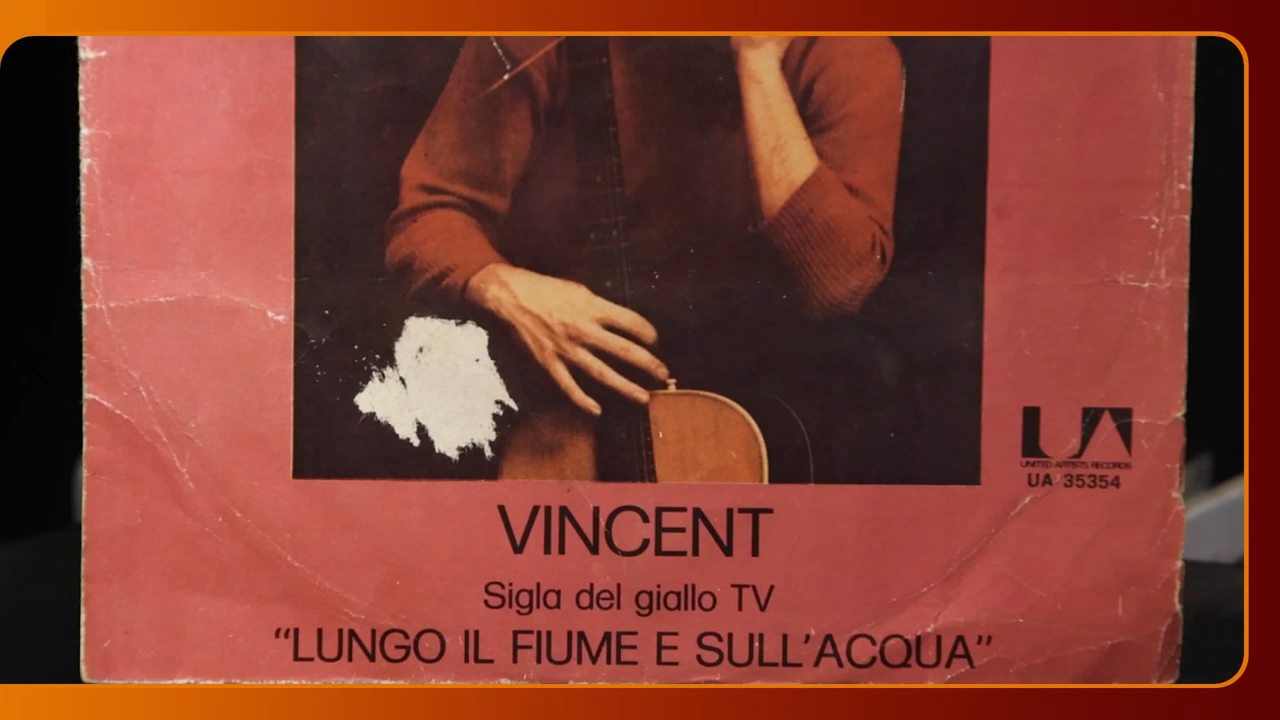 UA
UNITED ARTISTS RECORDS
UA 35354
VINCENT
Sigla del giallo TV
“LUNGO IL FIUME E SULL’ACQUA”